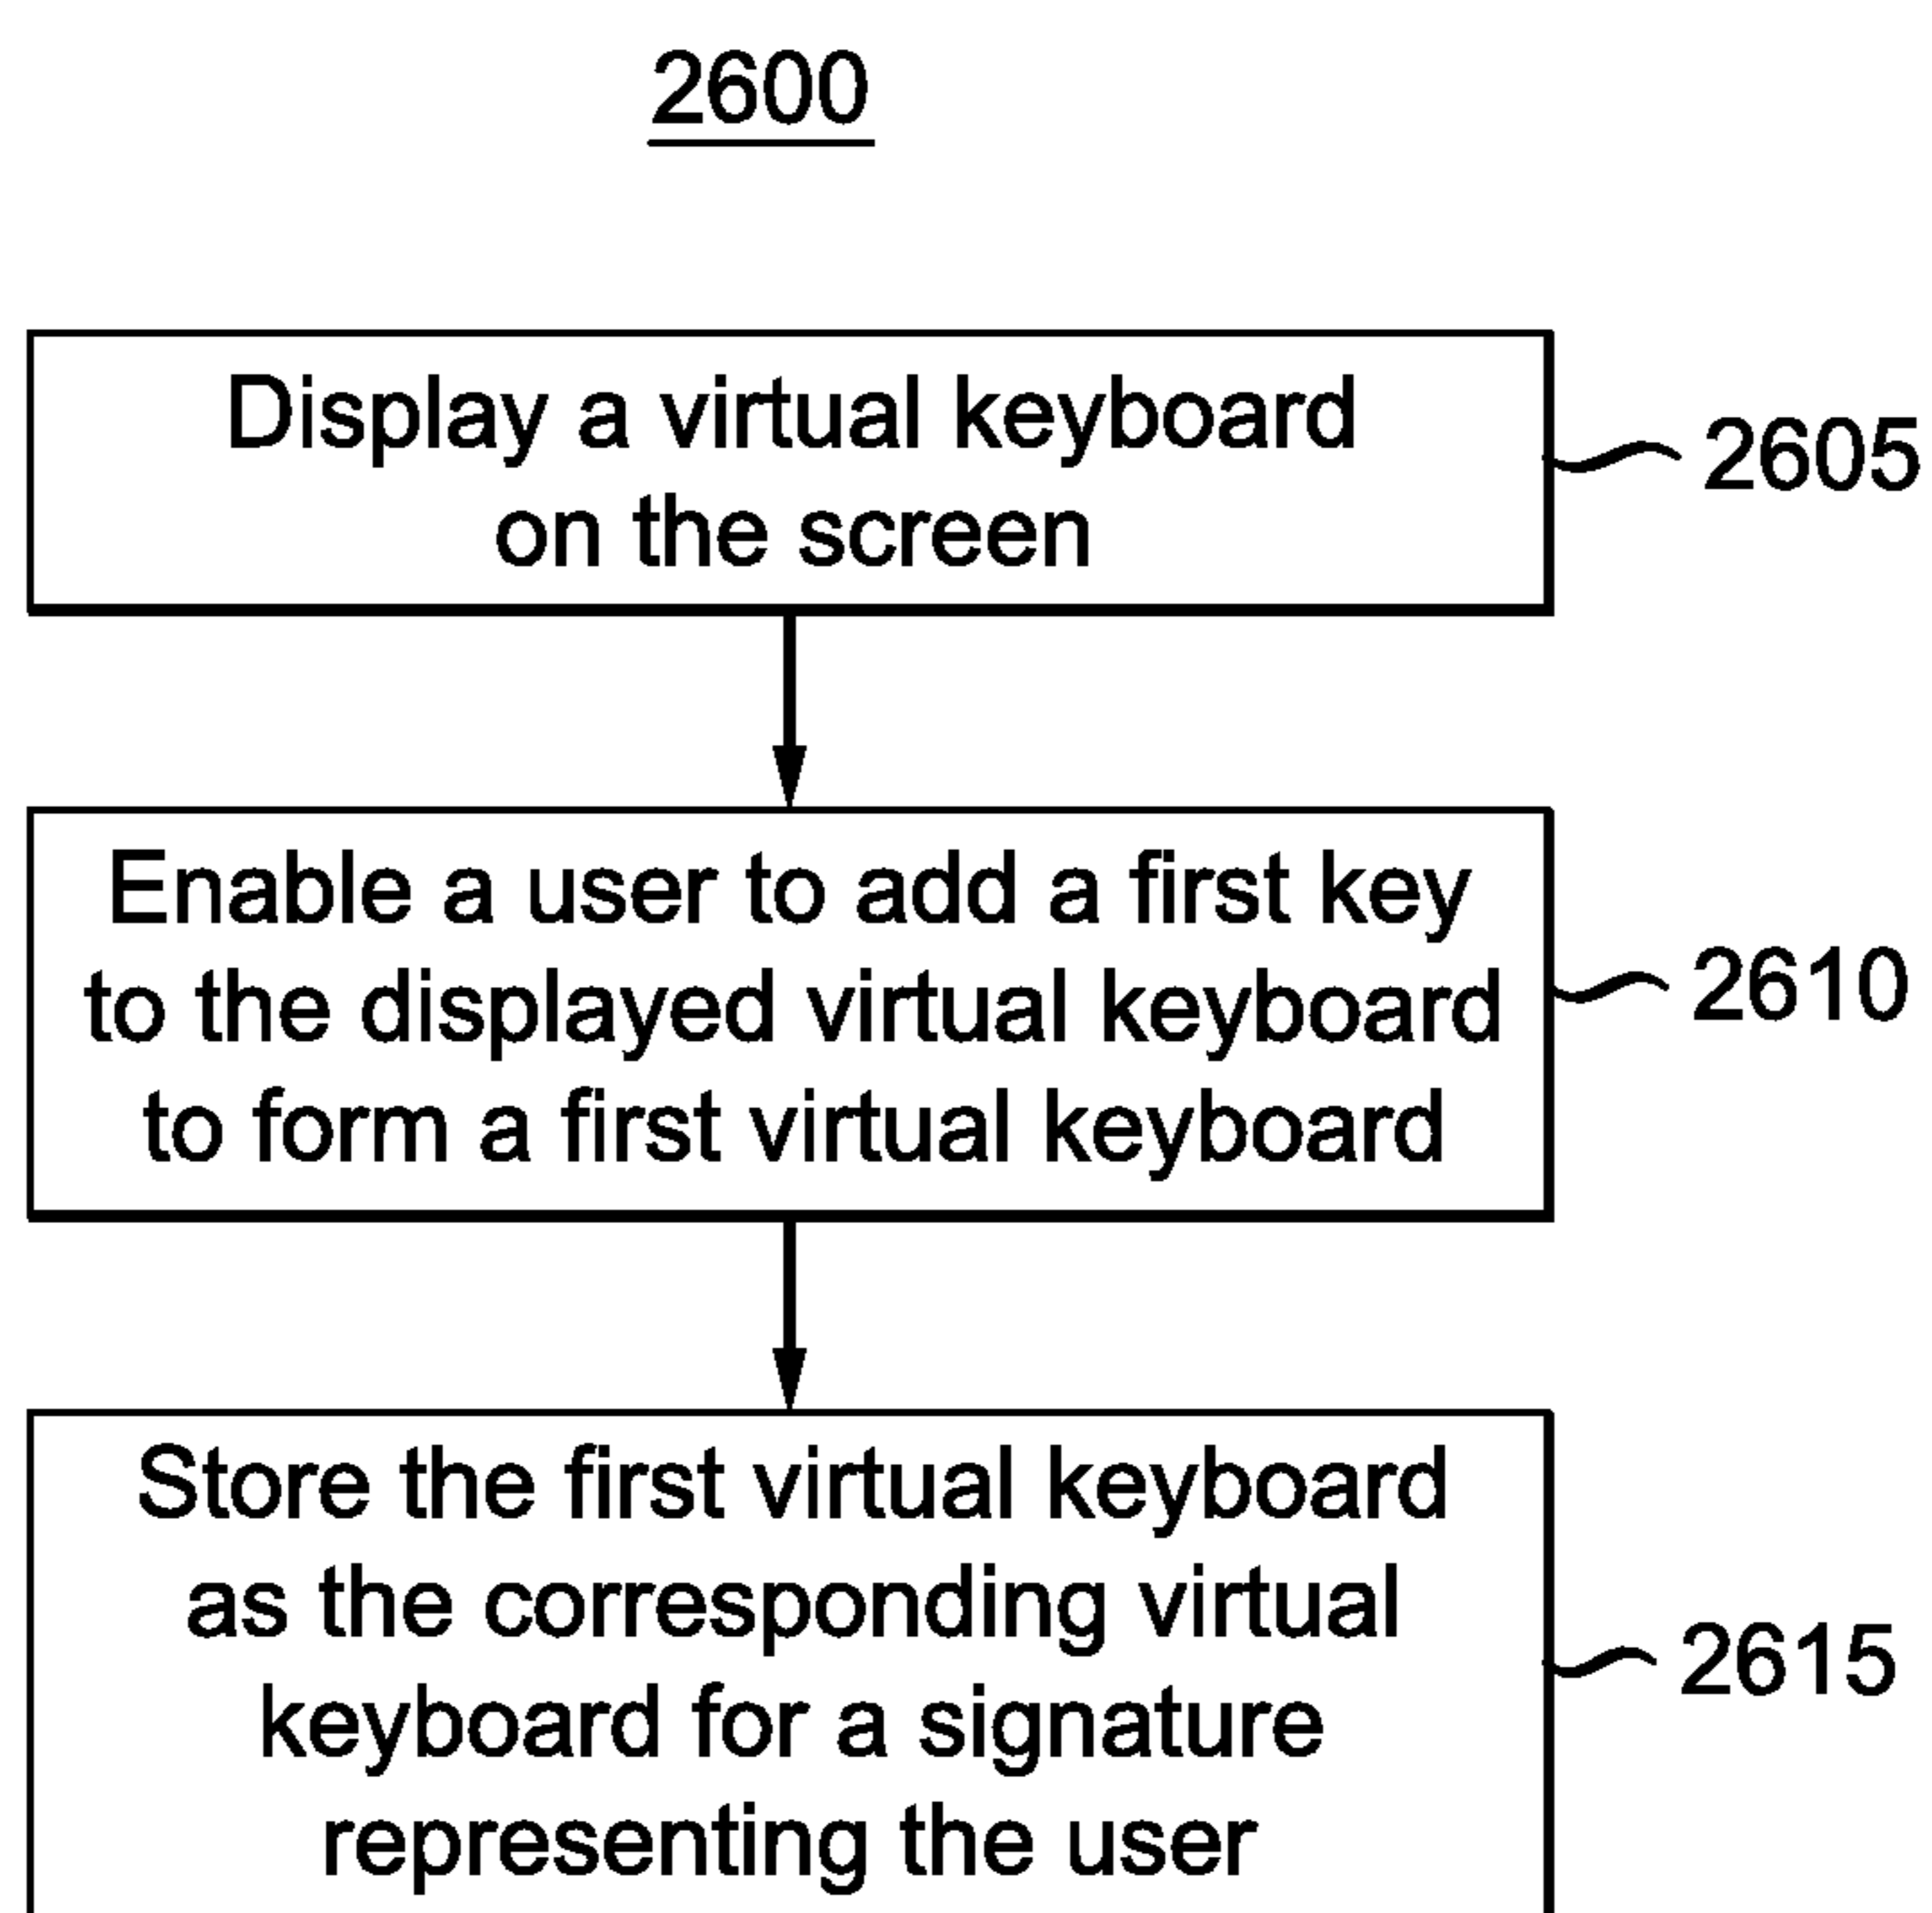 2600
Display a virtual keyboard
on the screen
2605
Enable a user to add a first key
to the displayed virtual keyboard
to form a first virtual keyboard
2610
Store the first virtual keyboard
as the corresponding virtual
keyboard for a signature
representing the user
2615